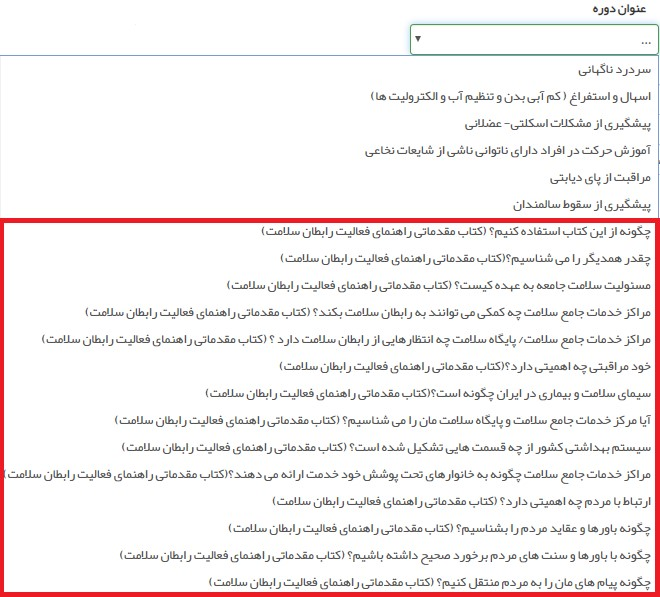 عنوان دوره
...
سردرد ناگهانی
اسهال و استفراغ ( کم آبی بدن و تنظیم آب و الکترولیت ها)
پیشگیری از مشکلات اسکلتی- عضلانی
آموزش حرکت در افراد دارای ناتوانی ناشی از شایعات نخاعی
مراقبت از پای دیابتی
پیشگیری از سقوط سالمندان
چگونه از این کتاب استفاده کنیم؟ (کتاب مقدماتی راهنمای فعالیت رابطان سلامت)
چقدر همدیگر را می شناسیم؟(کتاب مقدماتی راهنمای فعالیت رابطان سلامت)
مسئولیت سلامت جامعه به عهده کیست؟ (کتاب مقدماتی راهنمای فعالیت رابطان سلامت)
مراکز خدمات جامع سلامت چه کمکی می توانند به رابطان سلامت بکند؟ (کتاب مقدماتی راهنمای فعالیت رابطان سلامت)
مراکز خدمات جامع سلامت/ پایگاه سلامت چه انتظارهایی از رابطان سلامت دارد ؟ (کتاب مقدماتی راهنمای فعالیت رابطان سلامت)
خود مراقبتی چه اهمیتی دارد؟(کتاب مقدماتی راهنمای فعالیت رابطان سلامت)
سیمای سلامت و بیماری در ایران چگونه است؟(کتاب مقدماتی راهنمای فعالیت رابطان سلامت)
آیا مرکز خدمات جامع سلامت و پایگاه سلامت مان را می شناسیم؟ (کتاب مقدماتی راهنمای فعالیت رابطان سلامت)
سیستم بهداشتی کشور از چه قسمت هایی تشکیل شده است؟ (کتاب مقدماتی راهنمای فعالیت رابطان سلامت)
مراکز خدمات جامع سلامت چگونه به خانوارهای تحت پوشش خود خدمت ارائه می دهند؟(کتاب مقدماتی راهنمای فعالیت رابطان سلامت)
ارتباط با مردم چه اهمیتی دارد؟ (کتاب مقدماتی راهنمای فعالیت رابطان سلامت)
چگونه باورها و عقاید مردم را بشناسیم؟ (کتاب مقدماتی راهنمای فعالیت رابطان سلامت)
چگونه با باورها و سنت های مردم برخورد صحیح داشته باشیم؟ (کتاب مقدماتی راهنمای فعالیت رابطان سلامت)
چگونه پیام های مان را به مردم منتقل کنیم؟ (کتاب مقدماتی راهنمای فعالیت رابطان سلامت)